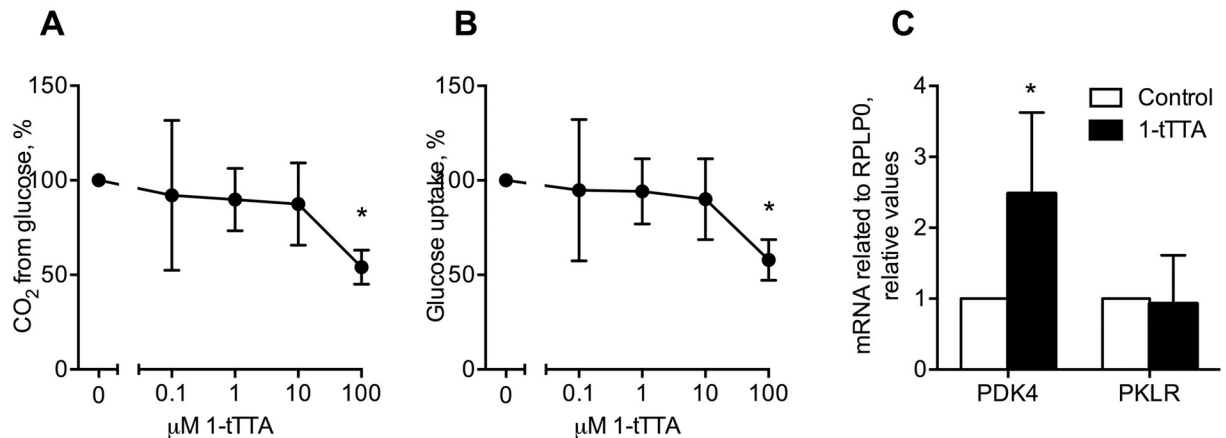 A
CO2 from glucose, %
150
100
50
0
0
0.1
1
10
100
μM 1-tTTA
B
Glucose uptake, %
150
100
50
0
0
0.1
1
10
100
μM 1-tTTA
*
*
C
mRNA related to RPLP0,
relative values
4
3
2
1
0
*
Control
1-tTTA
PDK4
PKLR